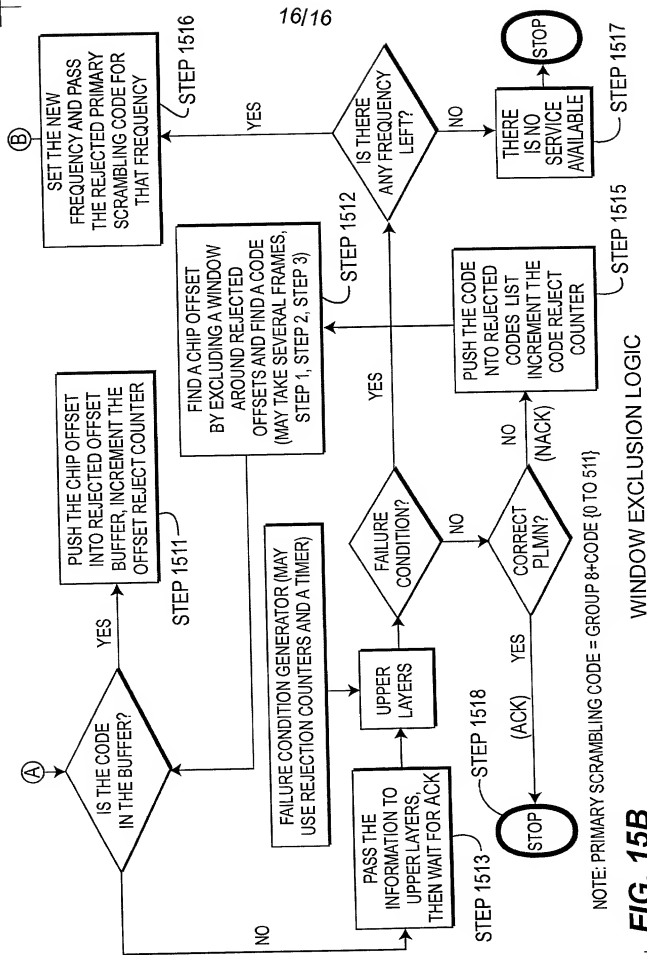 16/16
A
IS THE CODE
IN THE BUFFER?
YES
NO
PUSH THE CHIP OFFSET
INTO REJECTED OFFSET
BUFFER, INCREMENT THE
OFFSET REJECT COUNTER
STEP 1511
B
SET THE NEW
FREQUENCY AND PASS
THE REJECTED PRIMARY
SCRAMBLING CODE FOR
THAT FREQUENCY
STEP 1516
FIND A CHIP OFFSET
BY EXCLUDING A WINDOW
AROUND REJECTED
OFFSETS AND FIND A CODE
(MAY TAKE SEVERAL FRAMES,
STEP 1, STEP 2, STEP 3)
STEP 1512
YES
FAILURE CONDITION GENERATOR (MAY
USE REJECTION COUNTERS AND A TIMER)
PASS THE
INFORMATION TO
UPPER LAYERS,
THEN WAIT FOR ACK
STEP 1513
UPPER
LAYERS
FAILURE
CONDITION?
YES
NO
IS THERE
ANY FREQUENCY
LEFT?
NO
THERE
IS NO
SERVICE
AVAILABLE
STEP 1517
STOP
CORRECT
PLMN?
YES
(ACK)
NO
(NACK)
PUSH THE CODE
NTO REJECTED
CODES LIST
INCREMENT THE
CODE REJECT
COUNTER
STEP 1515
STOP
STEP 1518
NOTE: PRIMARY SCRAMBLING CODE = GROUP 8+CODE {0 TO 511}
FIG. 15B
WINDOW EXCLUSION LOGIC